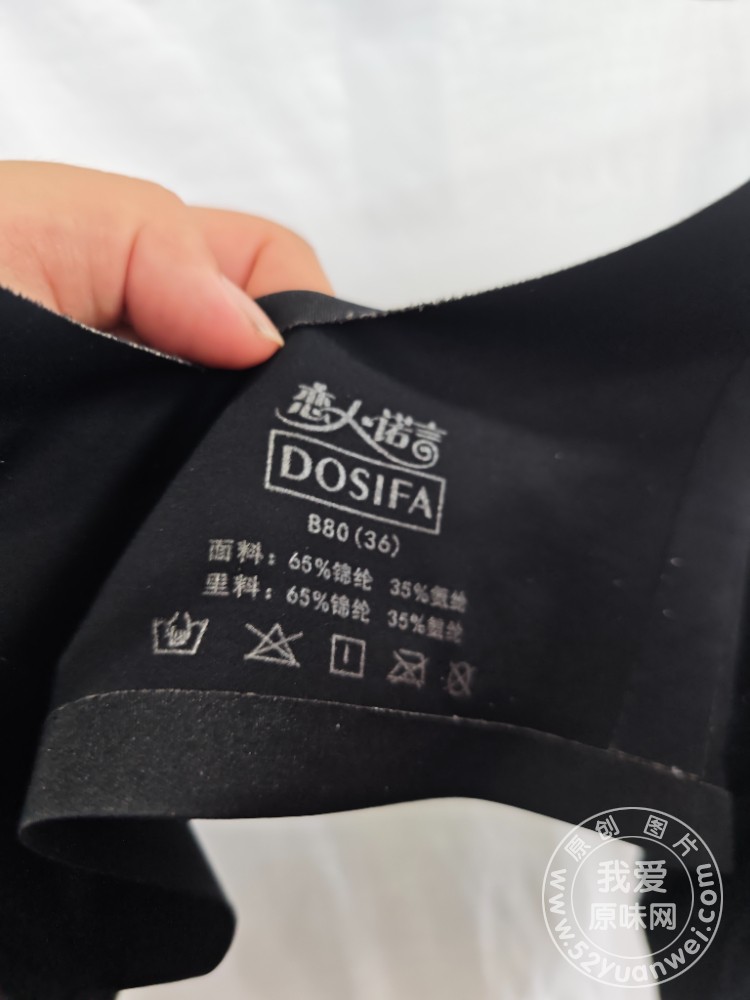 恋人诺言
DOSIFA
B80(36)
面料：65%锦纶 35%氨纶
里料：65%锦纶 35%氨纶
原创图片
我爱
原味网
www.52yuanwei.com